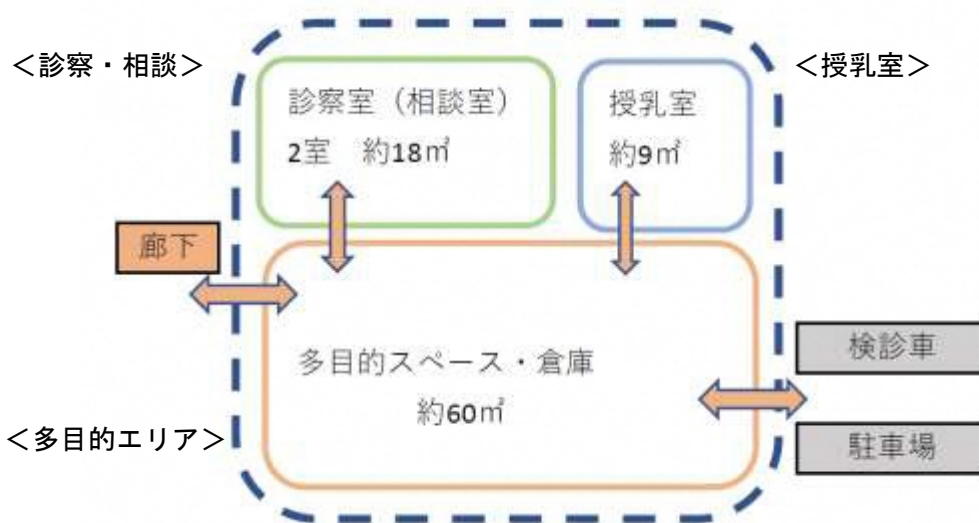 ＜診察・相談＞
＜授乳室＞
診察室（相談室）
2室　約18㎡
授乳室
約9㎡
廊下
多目的スペース・倉庫
約60㎡
検診車
＜多目的エリア＞
駐車場